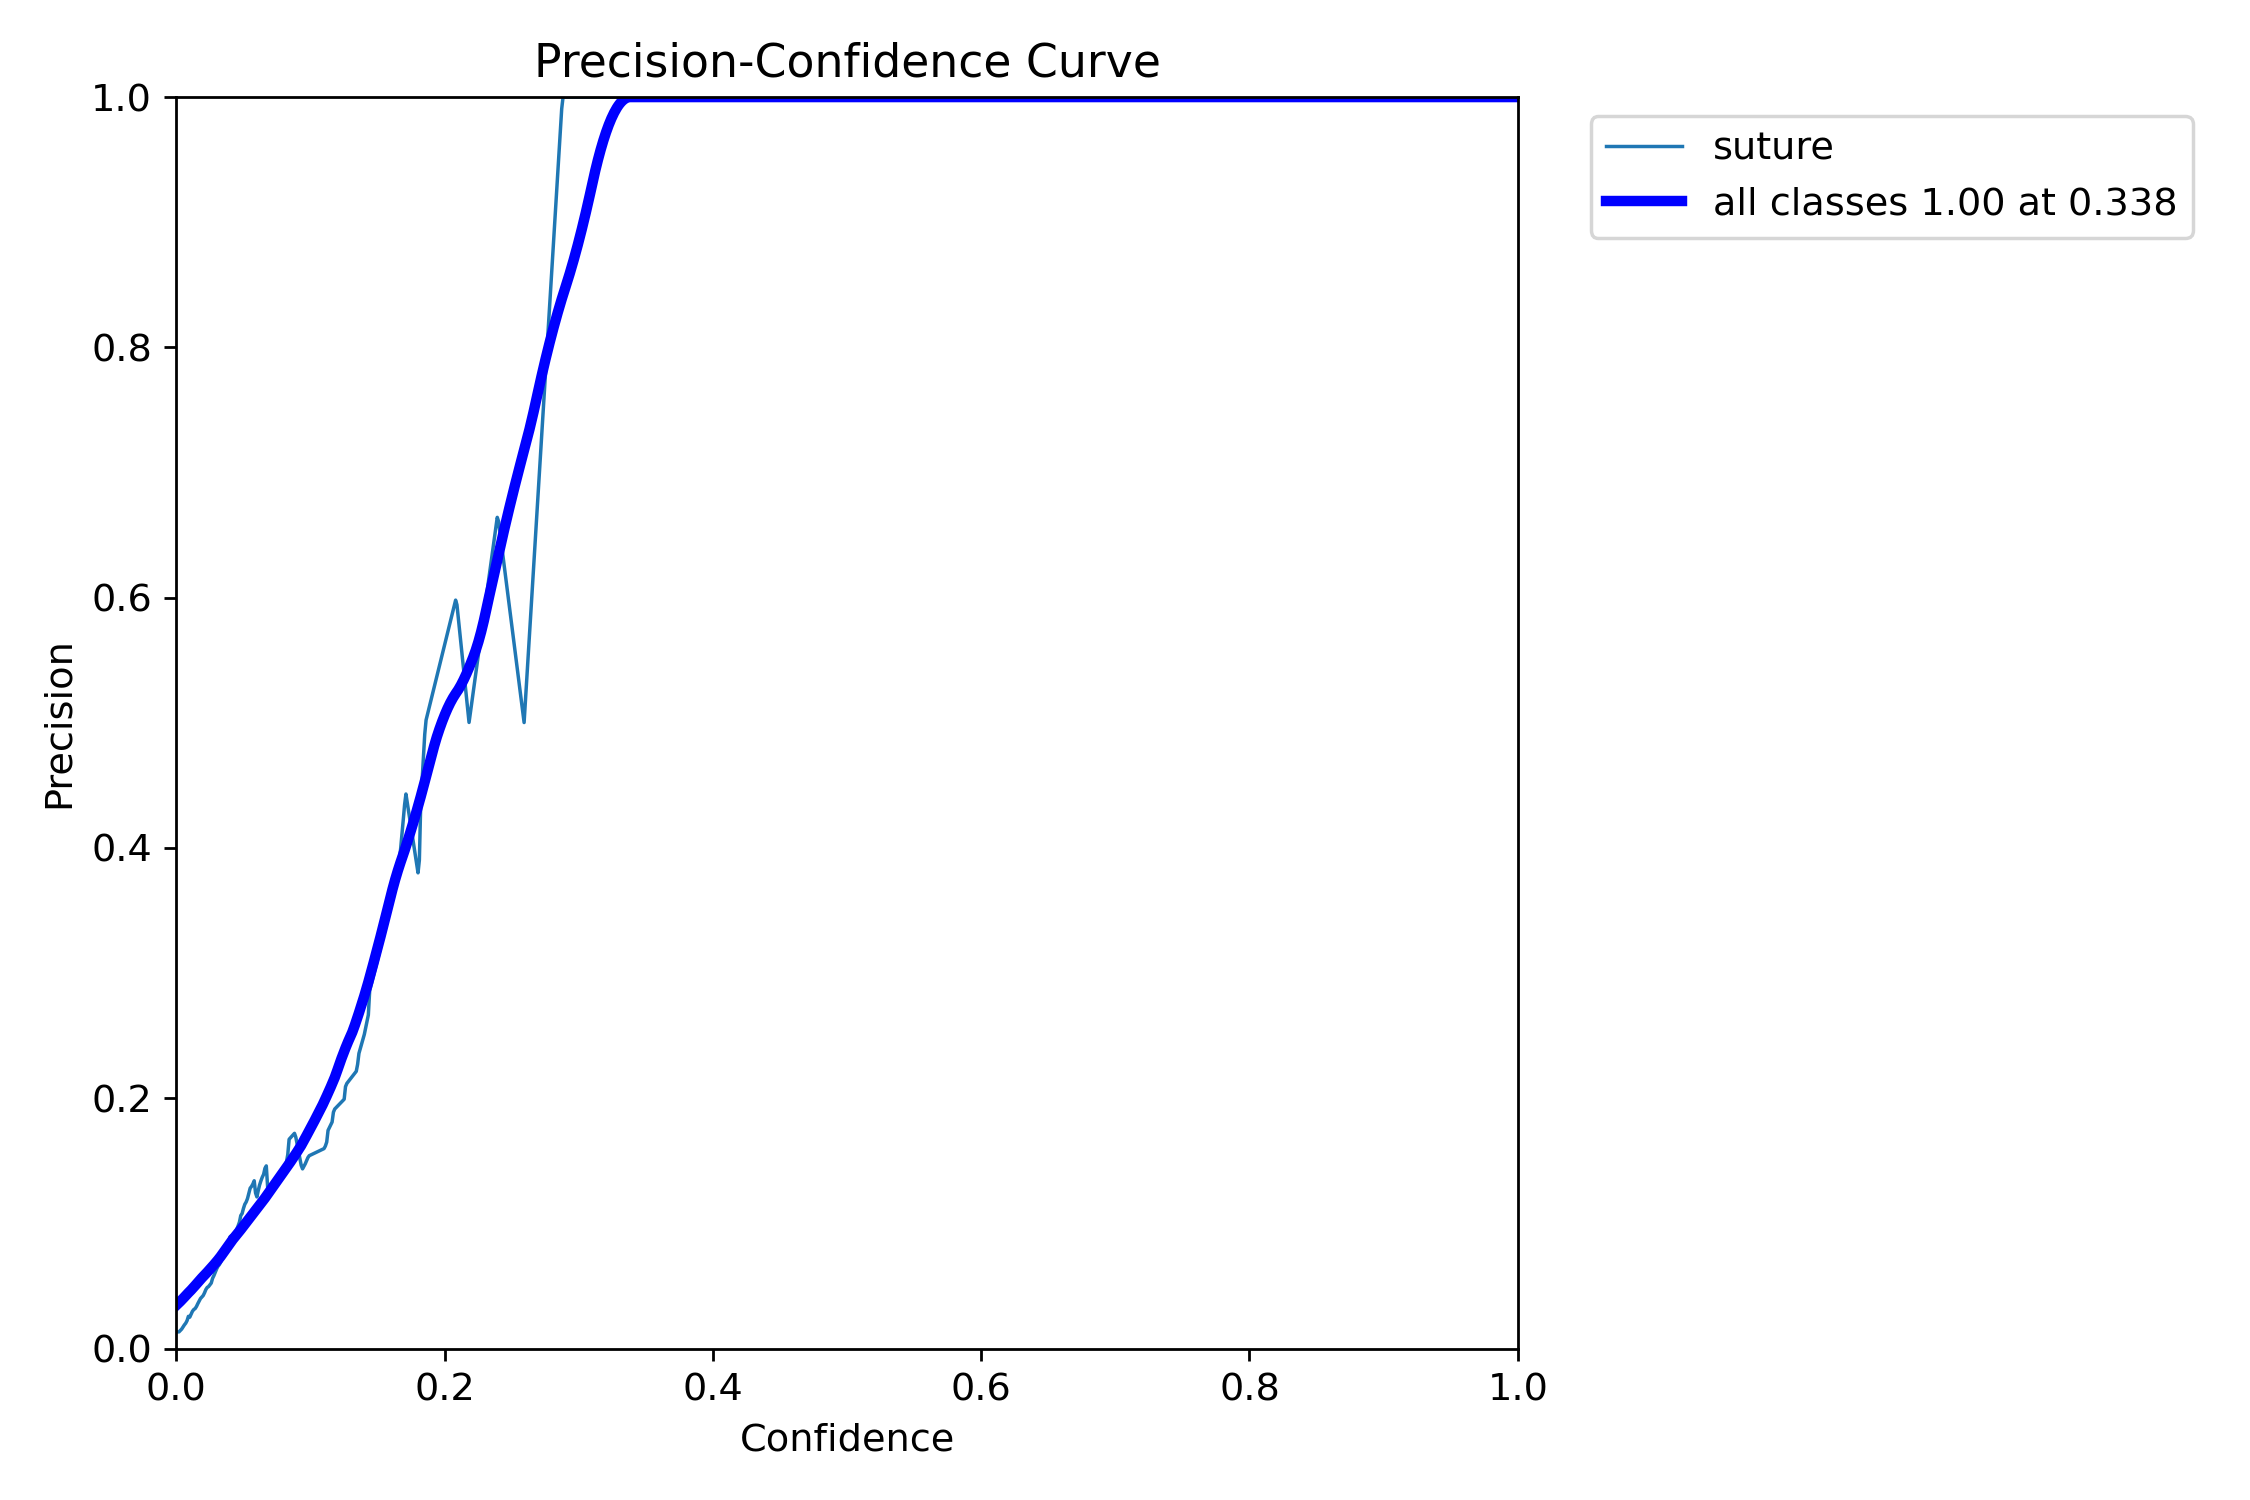 Precision-Confidence Curve
suture
all classes 1.00 at 0.338
1.0
0.8
0.6
0.4
0.2
0.0
Precision
0.0 0.2 0.4 0.6 0.8 1.0
Confidence